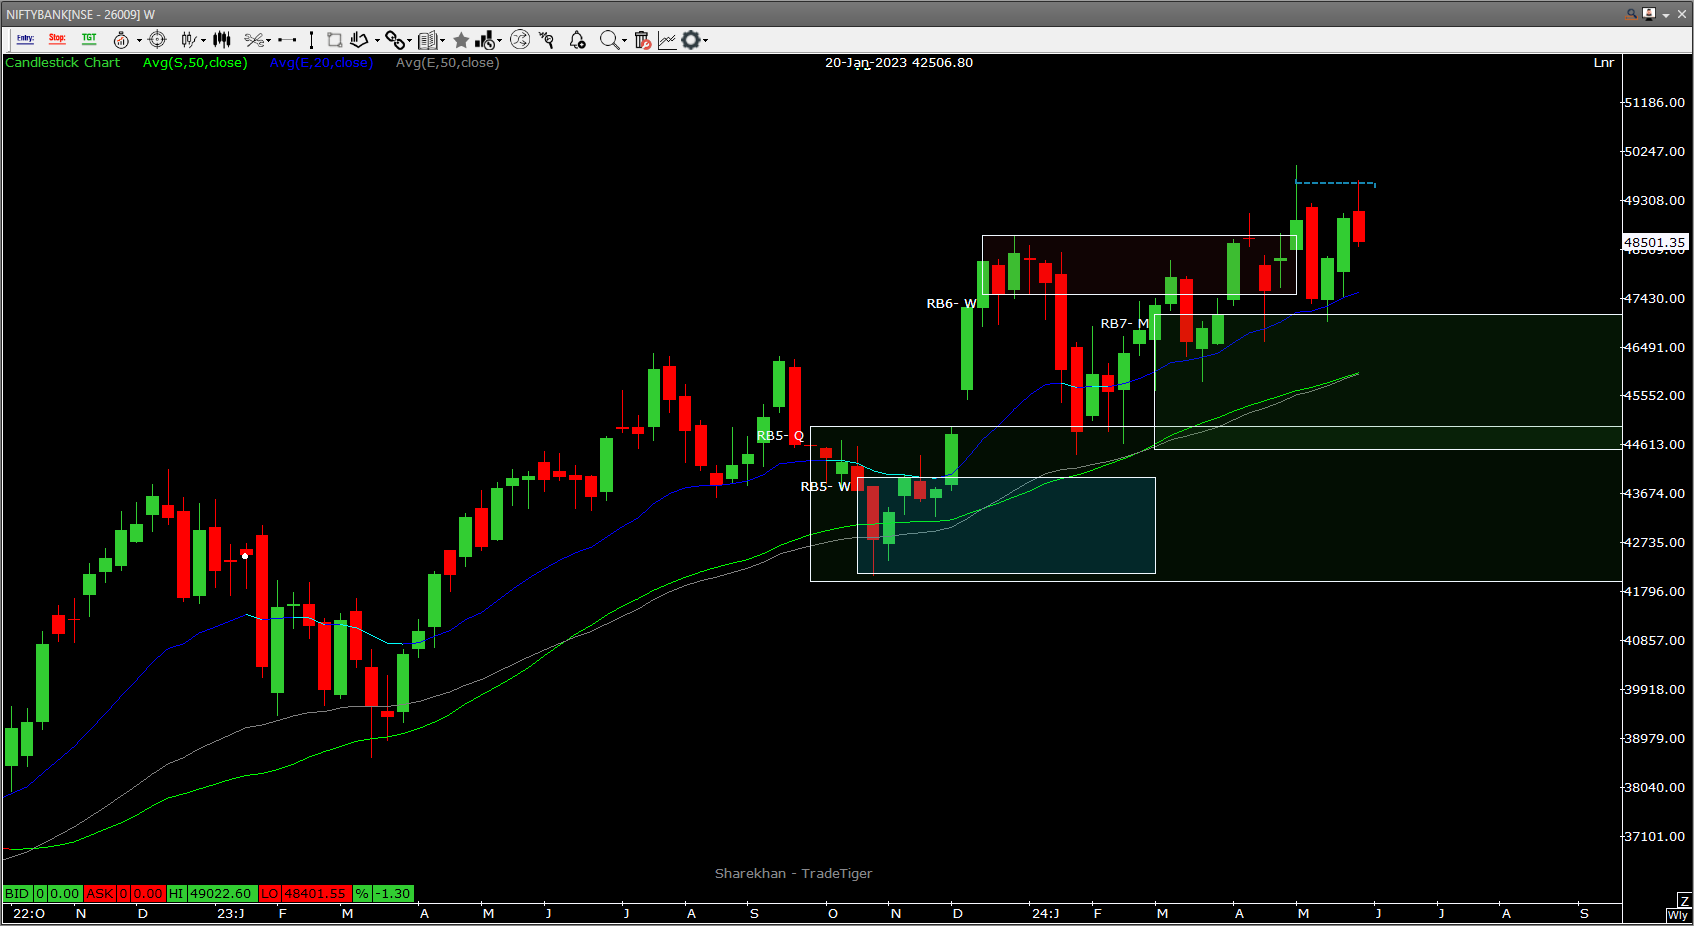 NIFTYBANK[NSE - 26009] W
Entry: Stop: TGT
Candlestick Chart Avg(S,50,close) Avg(E,20,close) Avg(E,50,close) 20-Jan-2023 42506.80 Lnr
51186.00
50247.00
49308.00
48501.35
47430.00
RB6- W
RB7- M
46491.00
45552.00
RB5- Q
44613.00
RB5- W
43674.00
42735.00
41796.00
40857.00
39918.00
38979.00
38040.00
37101.00
Sharekhan - TradeTiger
BID 0 0.00 ASK 0 0.00 HI 49022.60 LO 48401.55 % -1.30
Z
22:O N D 23:J F M A M J J A S O N D 24:J F M A M J J A S Wly